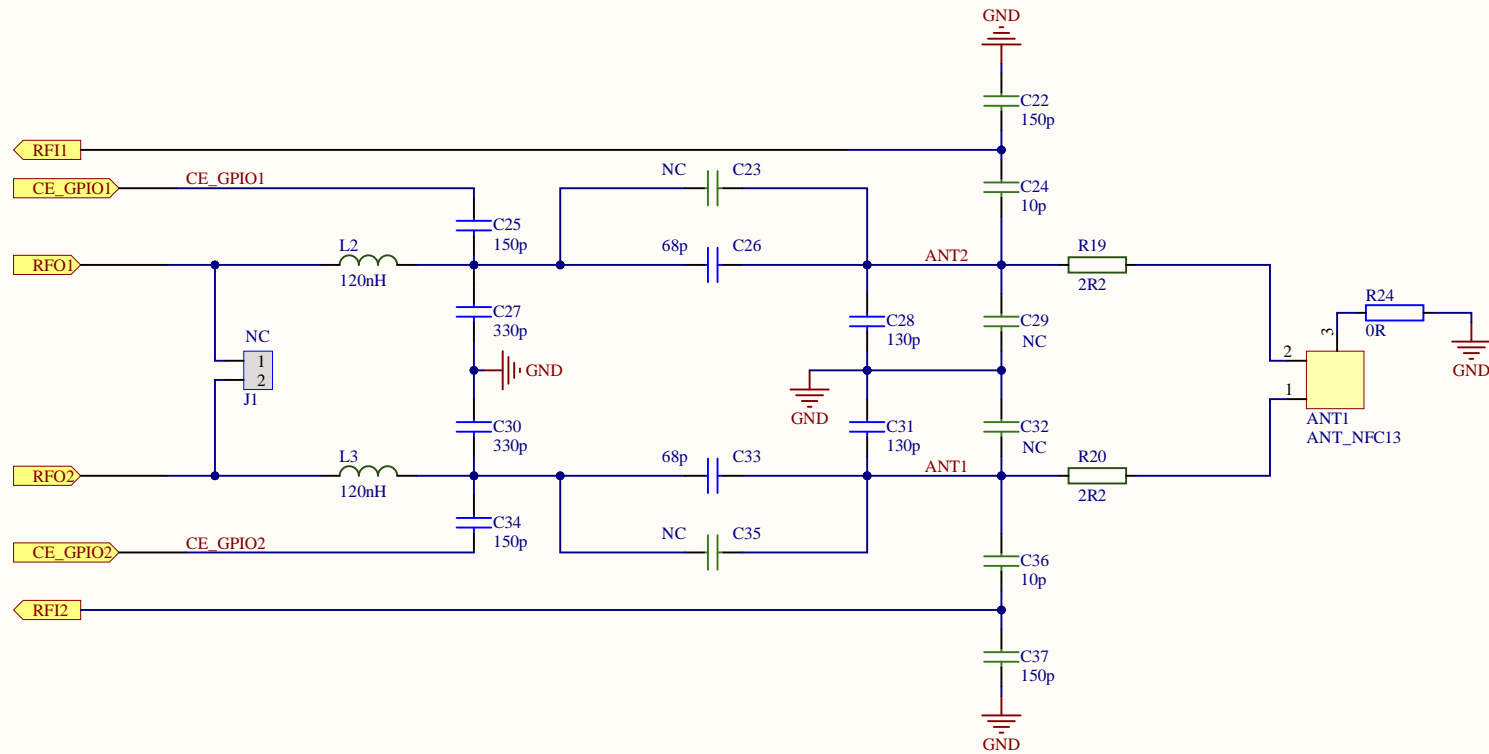 GND
C22
150p
RFI1
NC
C23
CE_GPIO1
CE_GPIO1
C24
10p
C25
150p
L2
68p
C26
R19
RFO1
ANT2
120nH
2R2
R24
C27
330p
C28
130p
C29
NC
3
0R
NC
1
2
J1
GND
2
GND
GND
1
ANT1
ANT_NFC13
C30
330p
C31
130p
C32
NC
L3
68p
C33
R20
RFO2
ANT1
120nH
2R2
C34
150p
NC
C35
CE_GPIO2
CE_GPIO2
C36
10p
RFI2
C37
150p
GND